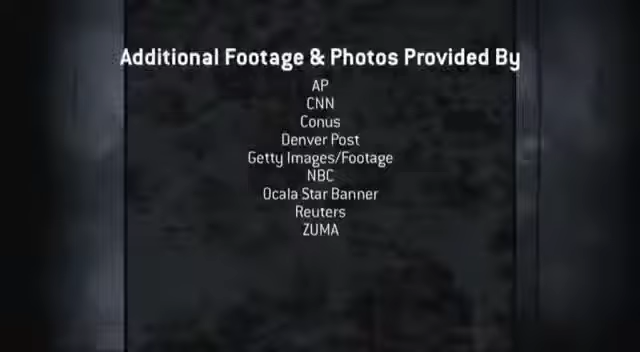 Additional Footage & Photos Provided By
AP
CNN
Conus
Denver Post
Getty Images/Footage
NBC
Ocala Star Banner
Reuters
ZUMA